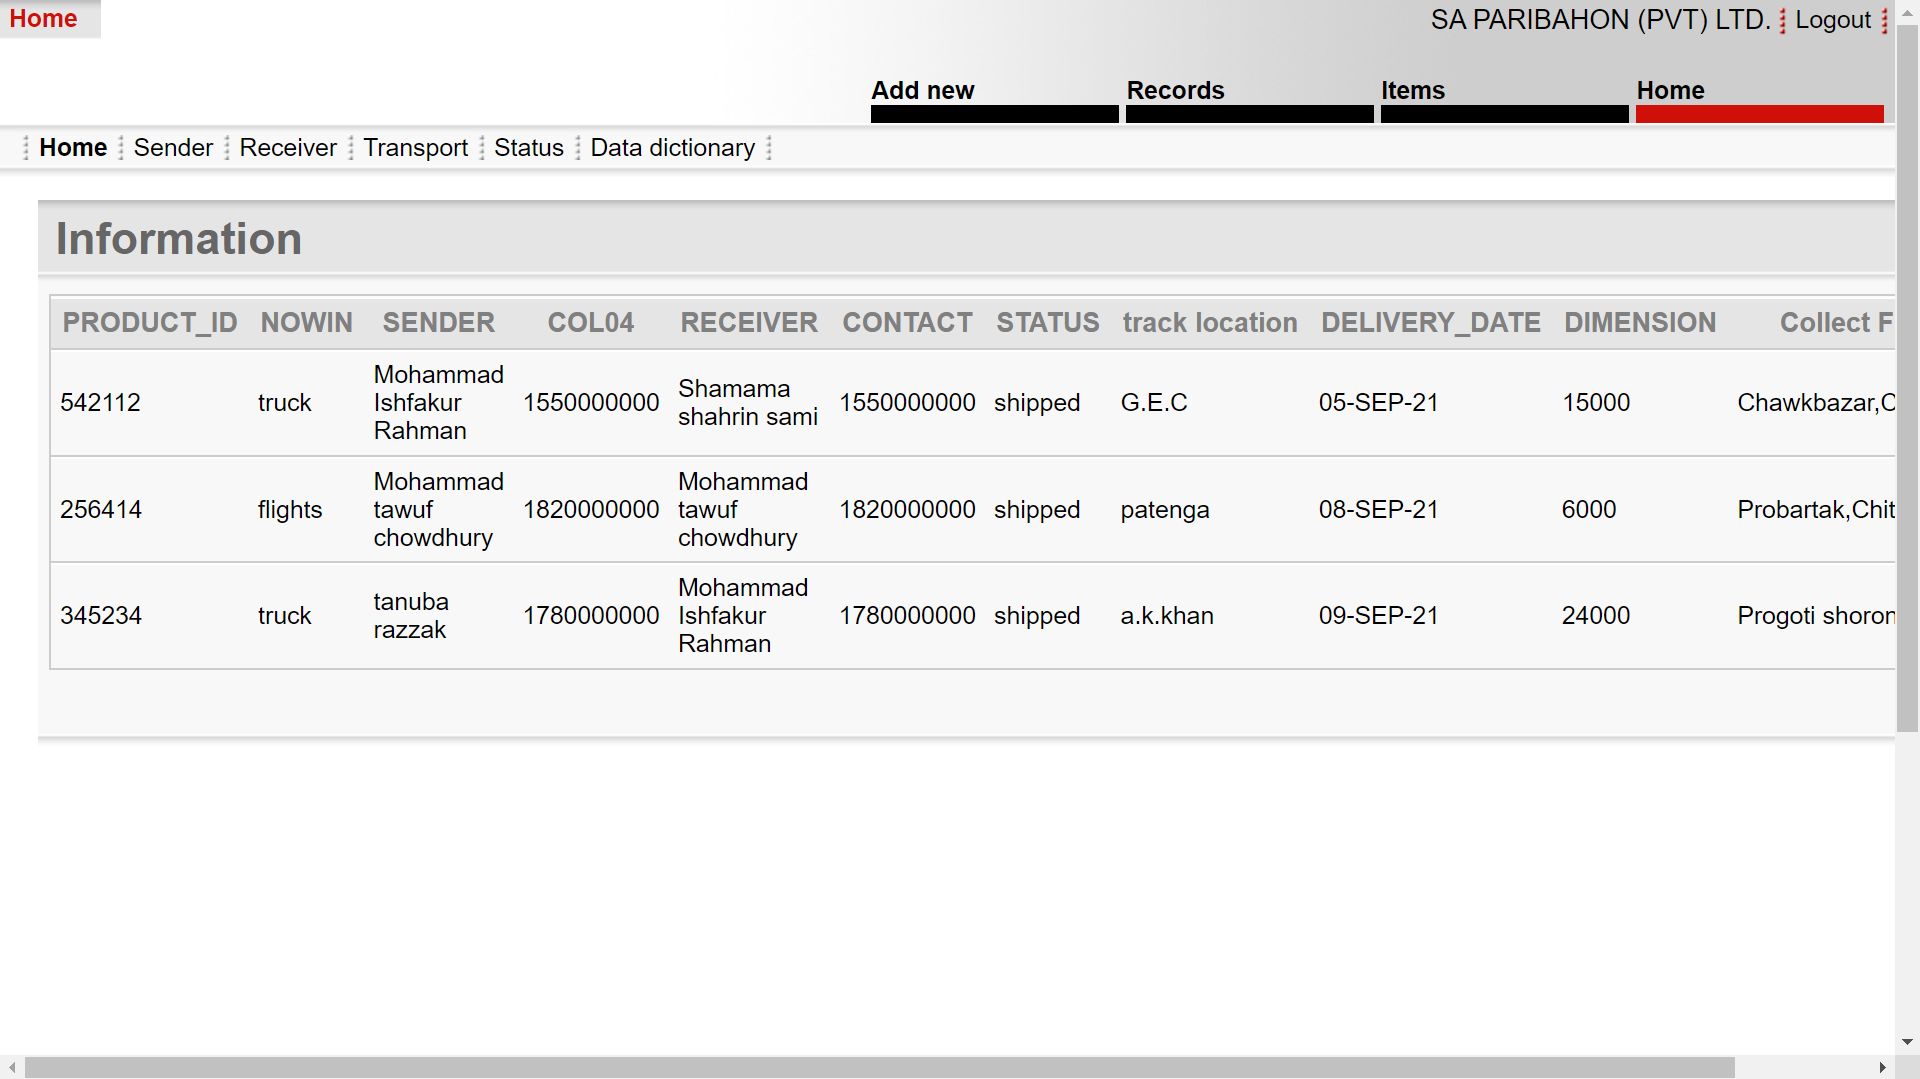 Home
SA PARIBAHON (PVT) LTD. Logout
Add new Records Items Home
Home Sender Receiver Transport Status Data dictionary
Information
PRODUCT_ID NOWIN SENDER COL04 RECEIVER CONTACT STATUS track location DELIVERY_DATE DIMENSION Collect F
542112 truck Mohammad Ishfakur Rahman 1550000000 Shamama shahrin sami 1550000000 shipped G.E.C 05-SEP-21 15000 Chawkbazar,C
256414 flights Mohammad tawuf chowdhury 1820000000 Mohammad tawuf chowdhury 1820000000 shipped patenga 08-SEP-21 6000 Probartak,Chit
345234 truck tanuba razzak 1780000000 Mohammad Ishfakur Rahman 1780000000 shipped a.k.khan 09-SEP-21 24000 Progoti shoron